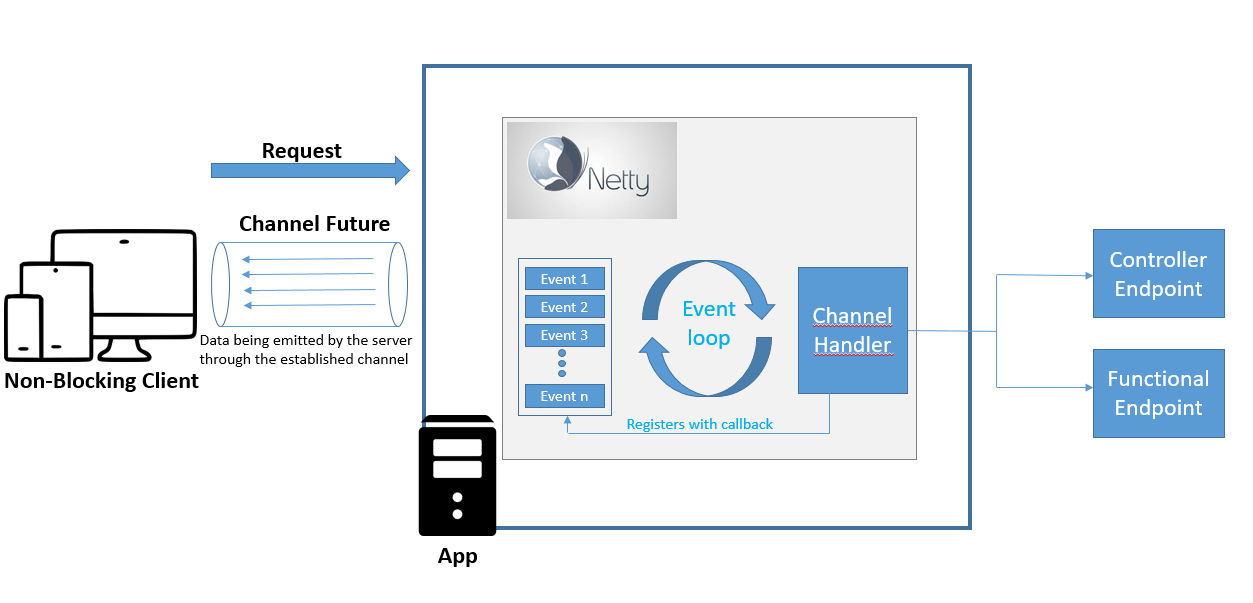 Request
Channel Future
Data being emitted by the server
through the established channel
Non-Blocking Client
Netty
Event 1
Event 2
Event 3
Event n
Event
loop
Channel
Handler
Registers with callback
App
Controller
Endpoint
Functional
Endpoint